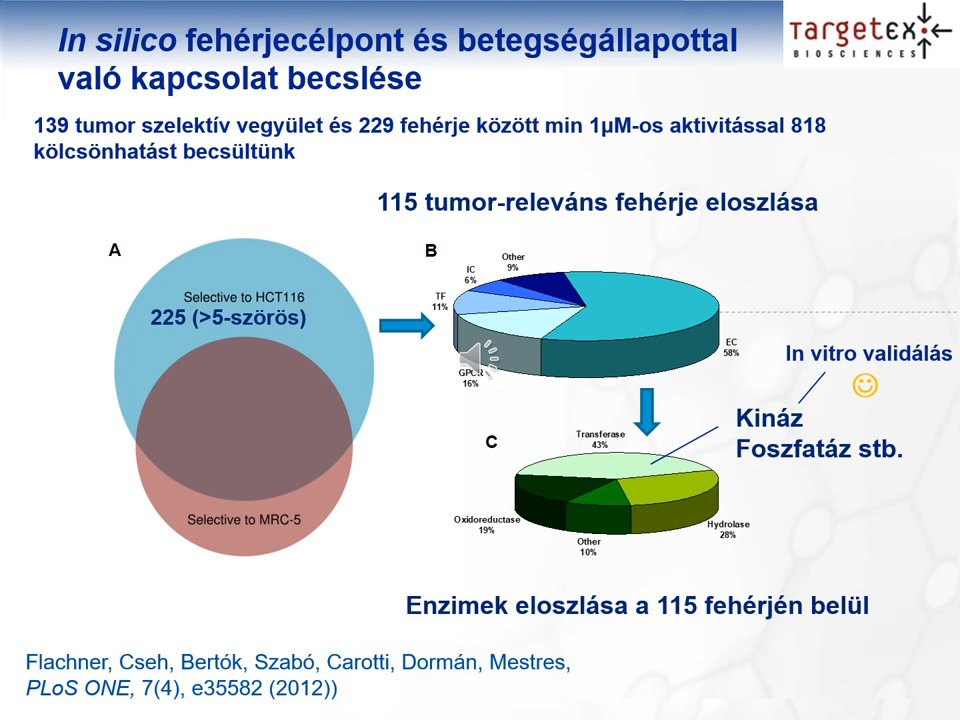 In silico fehérjecélpont és betegségállapottal
való kapcsolat becslése
TARGETEX
BIOSCIENCES
139 tumor szelektív vegyület és 229 fehérje között min 1µM-os aktivitással 818
kölcsönhatást becsültünk
115 tumor-releváns fehérje eloszlása
A
Selective to HCT116
225 (>5-szörös)
Selective to MRC-5
B
Other
9%
IC
6%
TF
11%
GPCR
16%
EC
58%
In vitro validálás
Kináz
Foszfatáz stb.
C
Transferase
43%
Oxidoreductase
19%
Other
10%
Hydrolase
28%
Enzimek eloszlása a 115 fehérjén belül
Flachner, Cseh, Bertók, Szabó, Carotti, Dormán, Mestres,
PLoS ONE, 7(4), e35582 (2012))